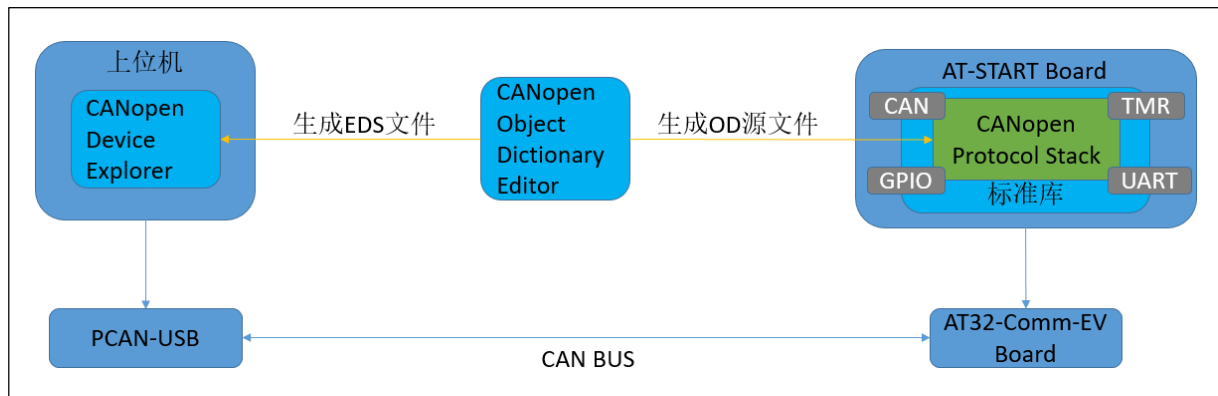 上位机
CANopen
Device
Explorer
生成EDS文件
CANopen
Object
Dictionary
Editor
生成OD源文件
AT-START Board
CAN
TMR
CANopen
Protocol Stack
GPIO
UART
标准库
PCAN-USB
CAN BUS
AT32-Comm-EV
Board